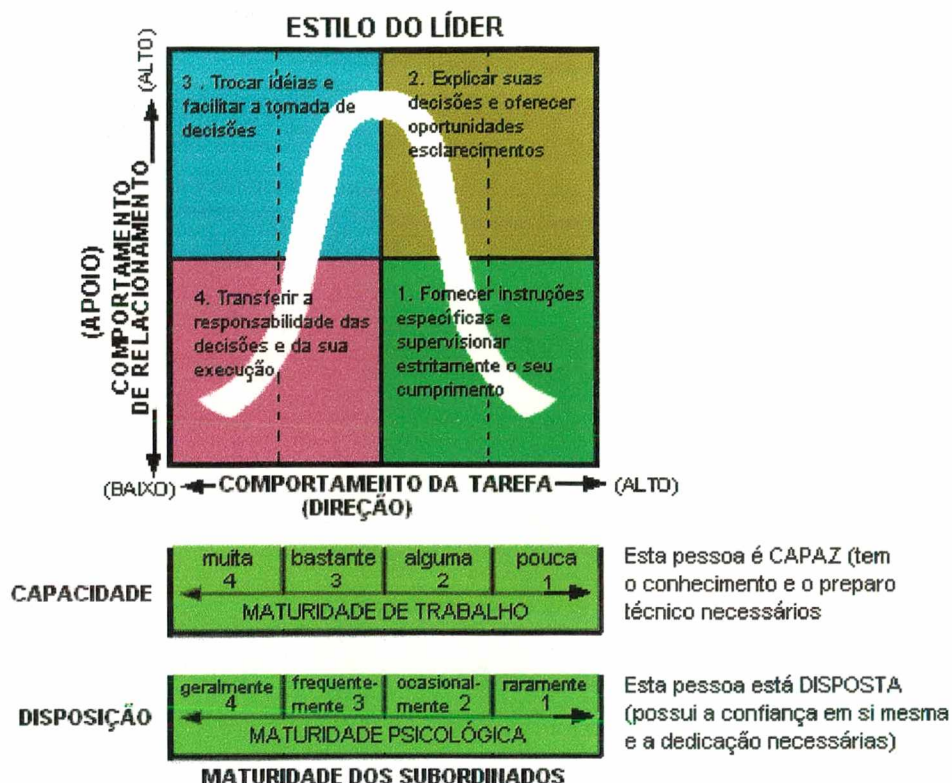 ESTILO DO LÍDER
(ALTO)
3 . Trocar idéias e
facilitar a tomada de
decisões
2. Explicar suas
decisões e oferecer
oportunidades
esclarecimentos
(APOIO)
COMPORTAMENTO
DE RELACIONAMENTO
4. Transferir a
responsabilidade das
decisões e da sua
execução
1. Fornecer instruções
específicas e
supervisionar
estritamente o seu
cumprimento
(BAIXO)
COMPORTAMENTO DA TAREFA
(ALTO)
(DIREÇÃO)
CAPACIDADE
muita
4
bastante
3
alguma
2
pouca
1
MATURIDADE DE TRABALHO
Esta pessoa é CAPAZ (tem
o conhecimento e o preparo
técnico necessários
DISPOSIÇÃO
geralmente
4
frequente-
mente 3
ocasional-
mente 2
raramente
1
MATURIDADE PSICOLÓGICA
Esta pessoa está DISPOSTA
(possui a confiança em si mesma
e a dedicação necessárias)
MATURIDADE DOS SUBORDINADOS